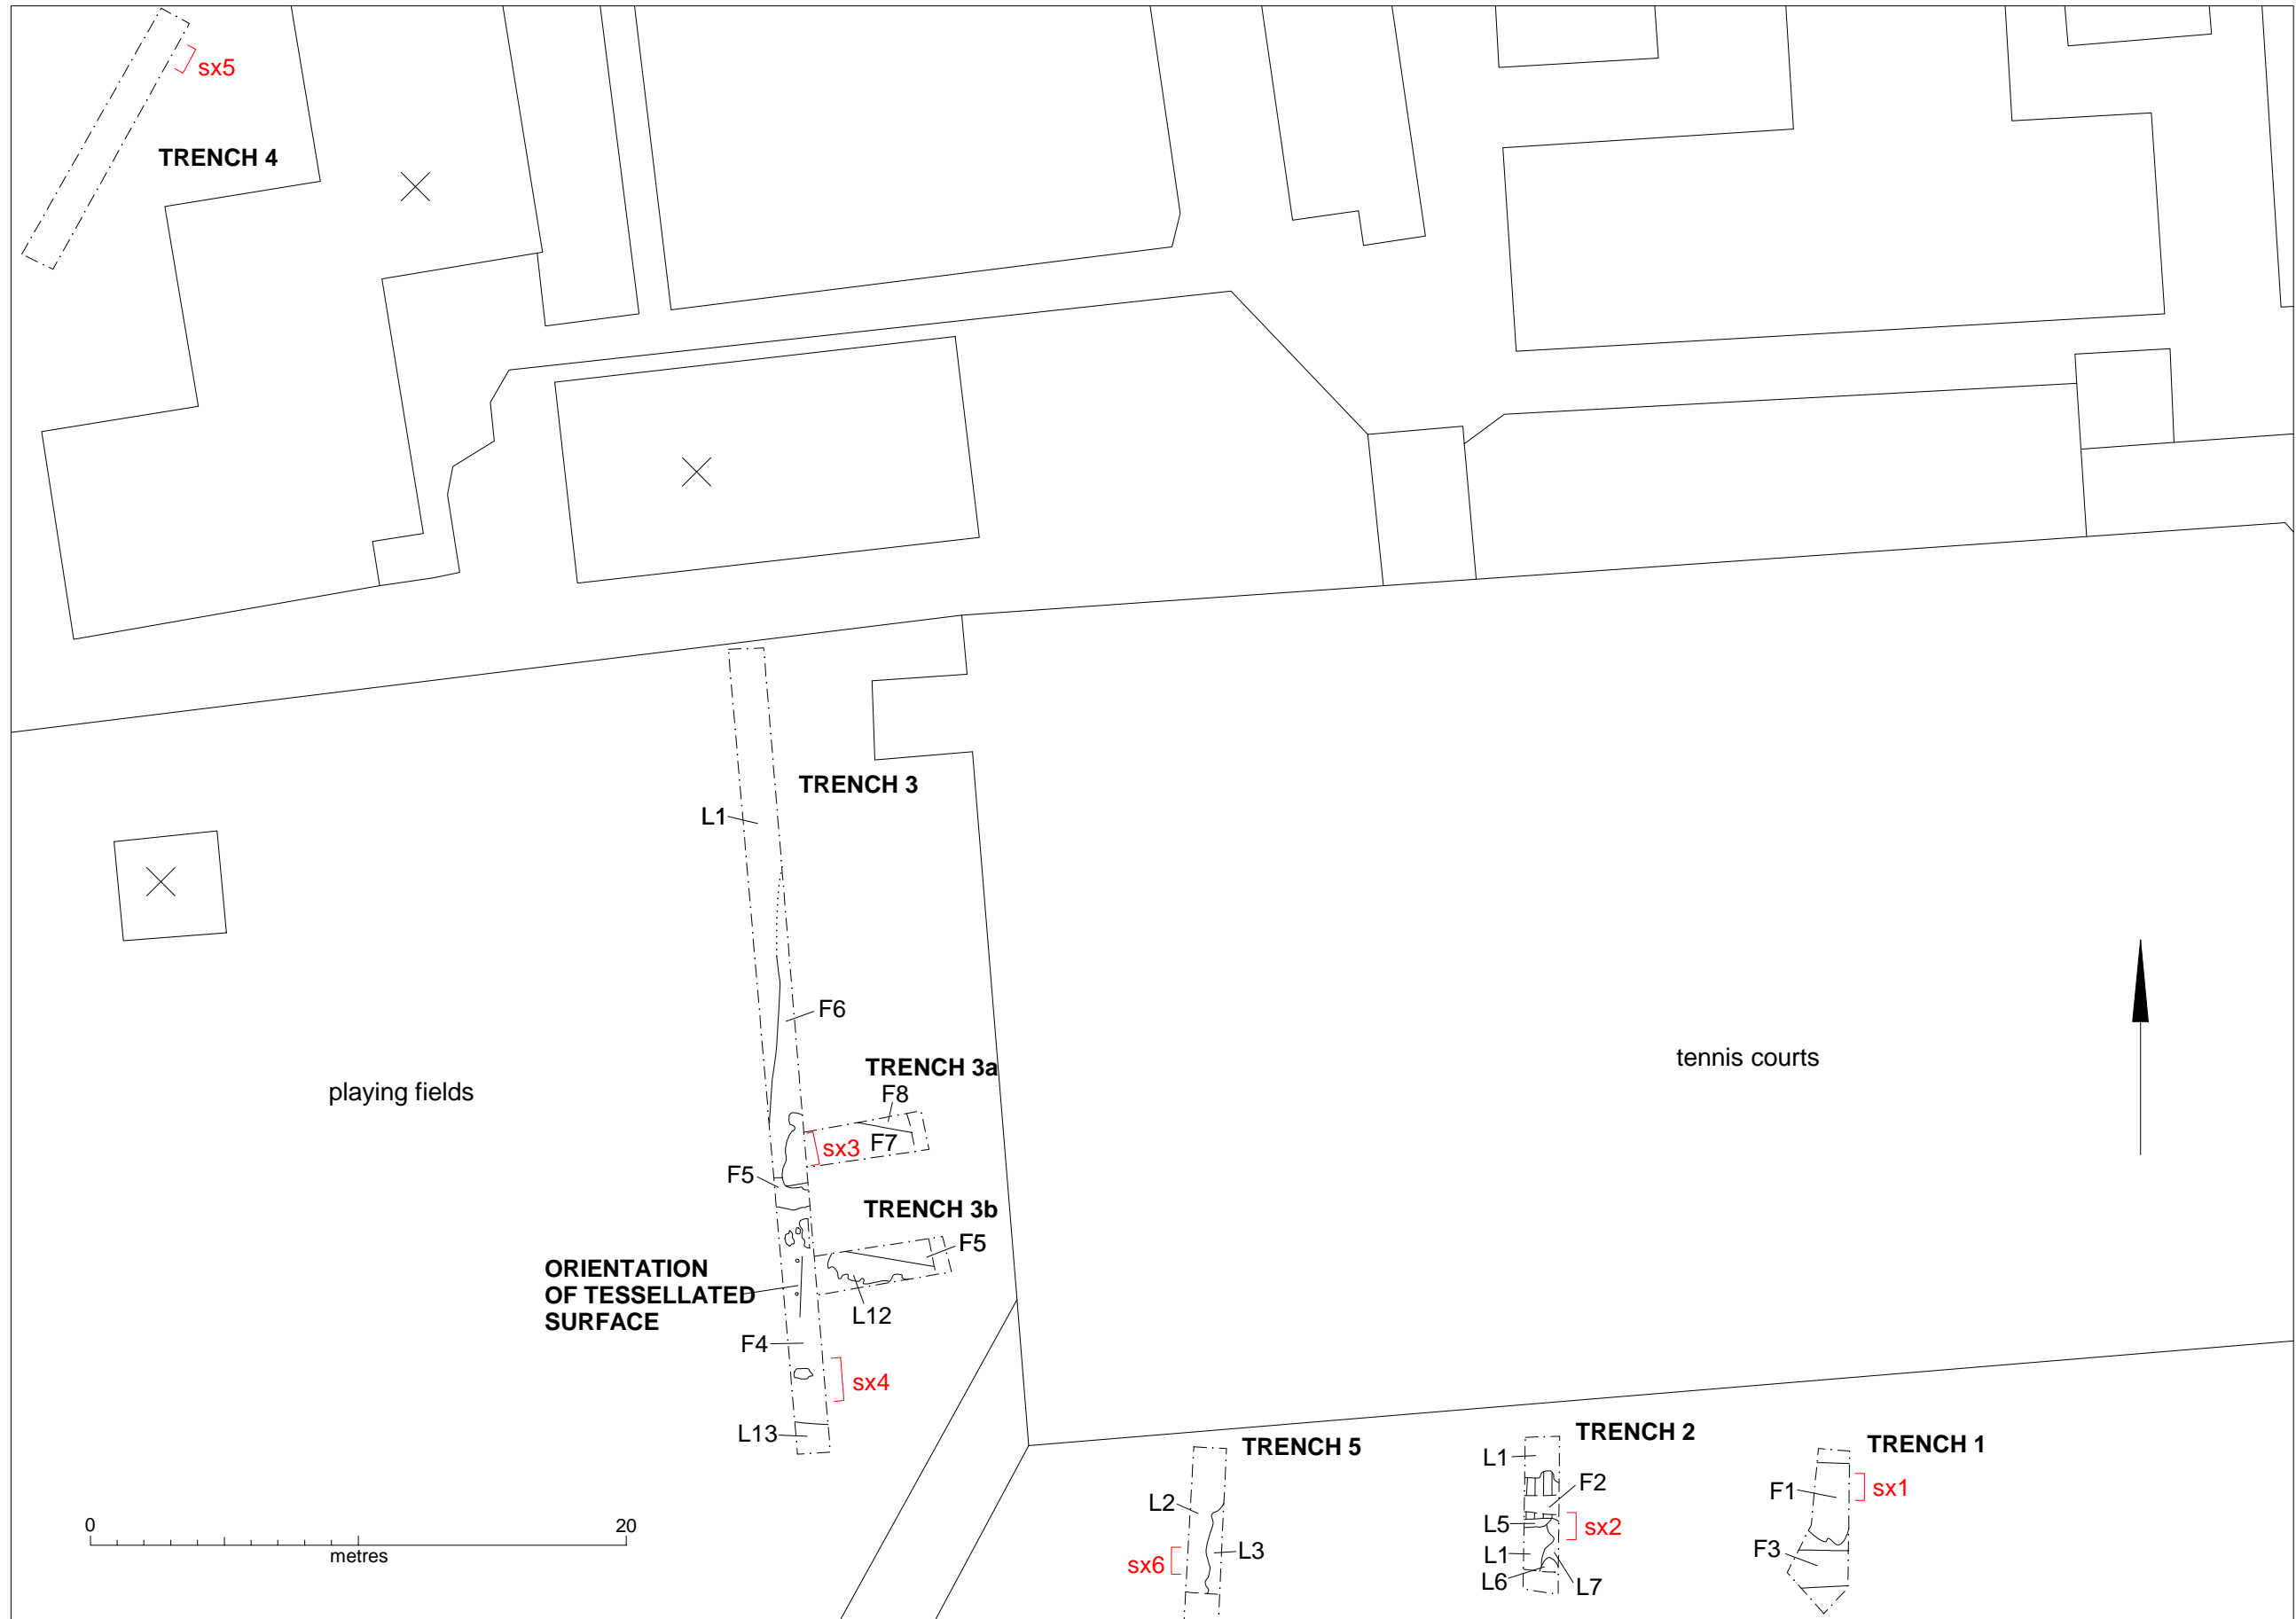 sx5
TRENCH 4
TRENCH 3
L1
F6
TRENCH 3a
F8
playing fields
tennis courts
sx3
F7
F5
TRENCH 3b
F5
ORIENTATION
OF TESSELLATED
SURFACE
L12
F4
sx4
L13
TRENCH 5
TRENCH 2
TRENCH 1
L1
F2
F1
sx1
L2
L5
sx2
L3
L1
F3
sx6
L6
L7
0
20
metres